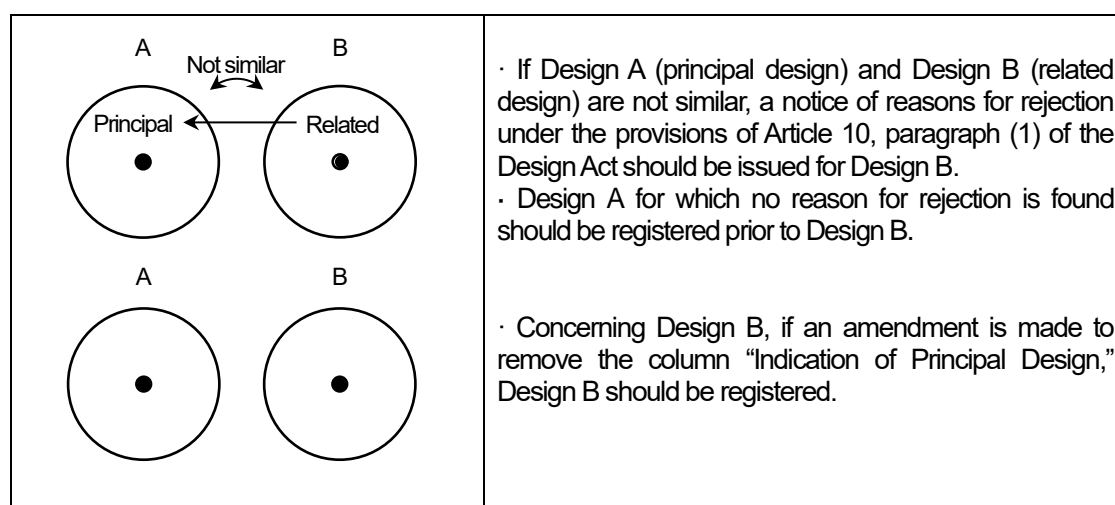 A B
Not similar
Principal Related
A B
· If Design A (principal design) and Design B (related
design) are not similar, a notice of reasons for rejection
under the provisions of Article 10, paragraph (1) of the
Design Act should be issued for Design B.
· Design A for which no reason for rejection is found
should be registered prior to Design B.
· Concerning Design B, if an amendment is made to
remove the column “Indication of Principal Design,”
Design B should be registered.